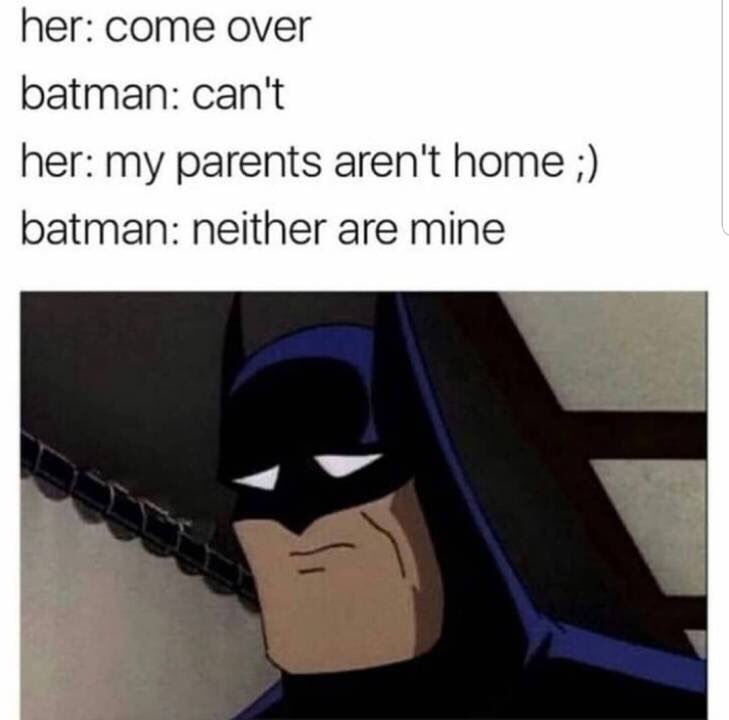 her: come over
batman: can't
her: my parents aren't home ;)
batman: neither are mine